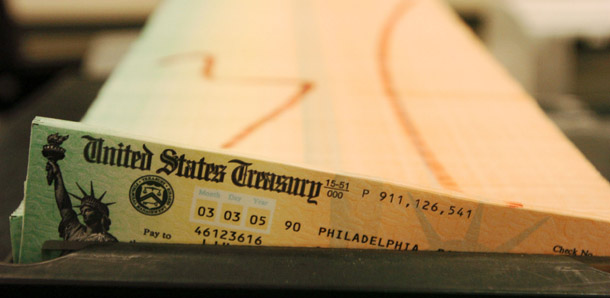 United States Treasury 15-51 000 P 911,126,541
Month Day Year
03 03 05 90 PHILADELPHIA,
Pay to 46123616 Check No.